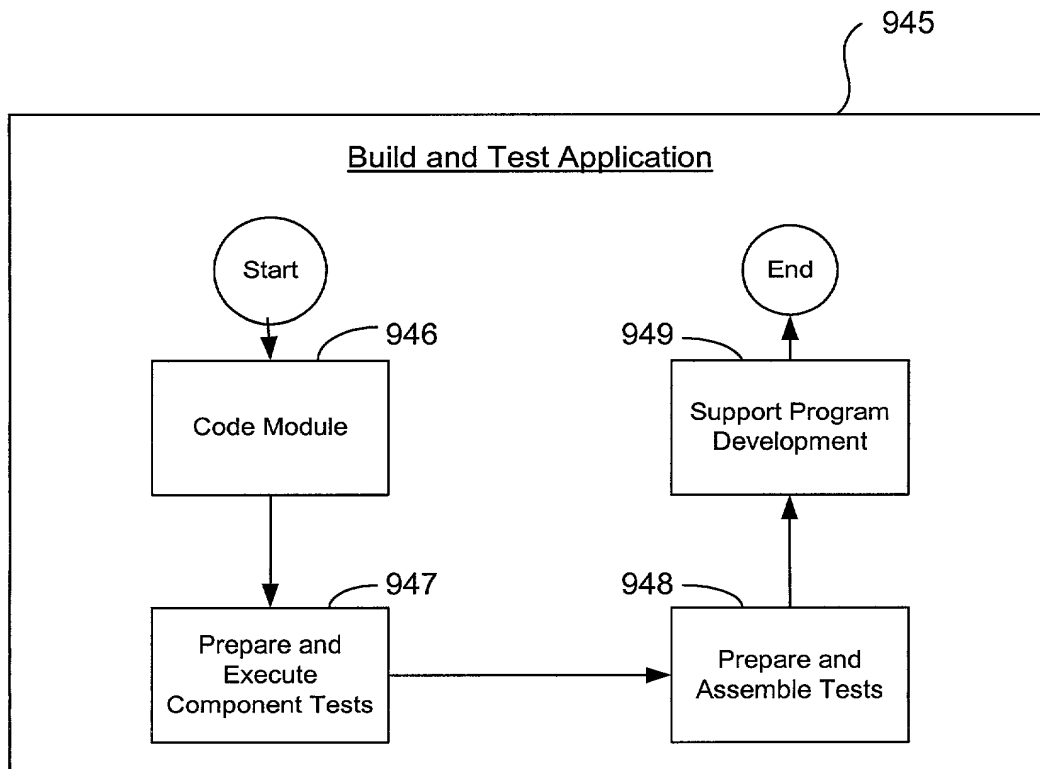 945
Build and Test Application
Start
End
946
949
Code Module
Support Program
Development
947
948
Prepare and
Execute
Component Tests
Prepare and
Assemble Tests